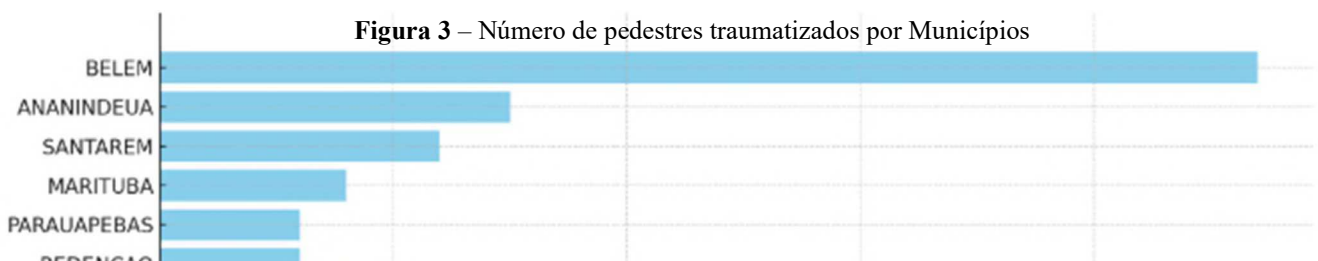 Figura 3 – Número de pedestres traumatizados por Municípios
BELEM
ANANINDEUA
SANTAREM
MARITUBA
PARAUAPEBAS